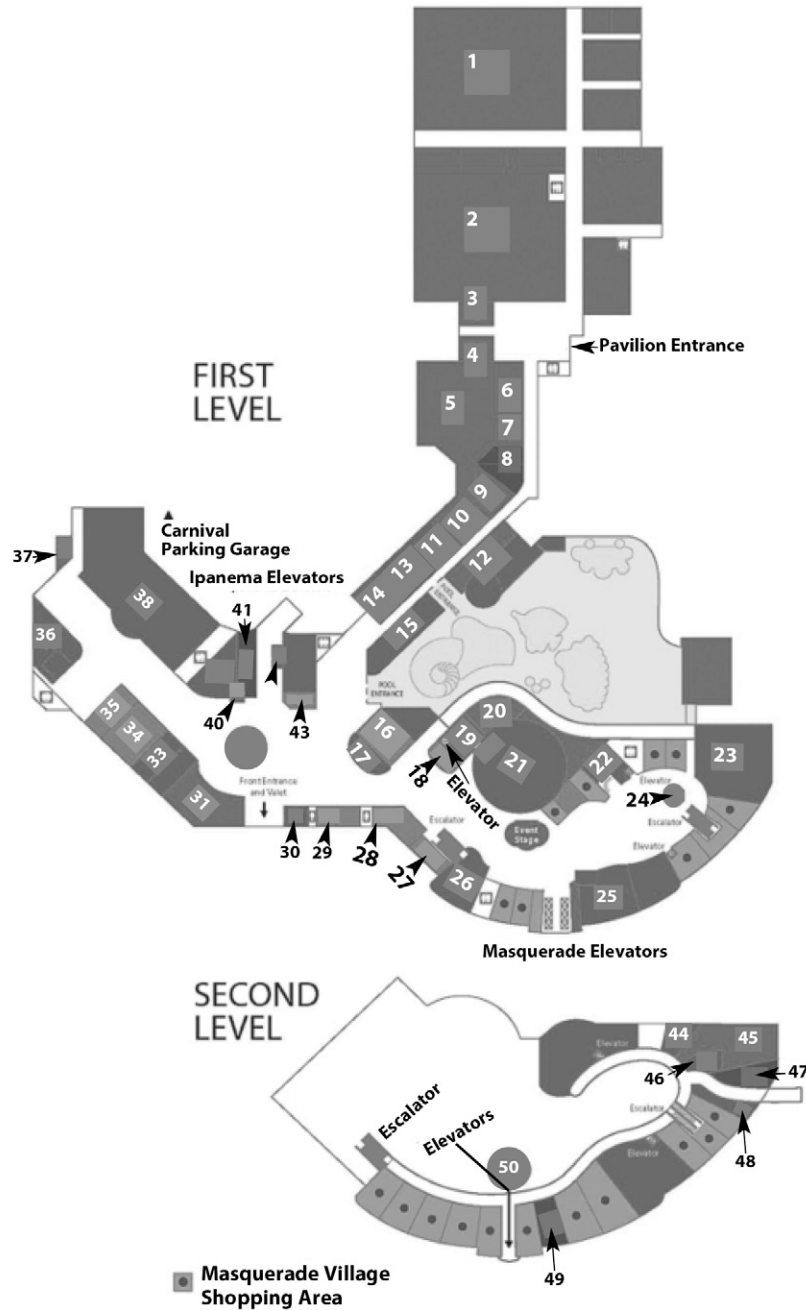 1
2
3
4
Pavilion Entrance
FIRST
LEVEL
5
6
7
8
9
10
11
12
13
14
15
Carnival
Parking Garage
Ipanema Elevators
37
38
36
41
40
43
POOL
ENTRANCE
POOL
ENTRANCE
35
34
33
31
Front Entrance
and Valet
16
17
18
19
20
21
22
23
Elevator
Elevator
24
Escalator
Elevator
Escalator
Event
Stage
30
29
28
27
26
25
Masquerade Elevators
SECOND
LEVEL
Elevator
44
45
46
47
Escalator
Elevators
Escalator
50
Elevator
48
49
Masquerade Village
Shopping Area